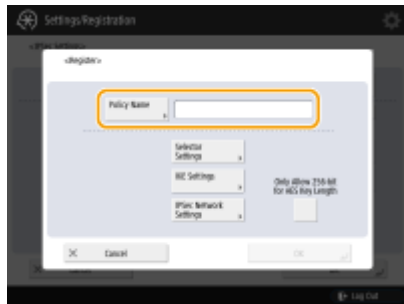 Settings/Registration
<IPSec Settings>
<Register>
Policy Name
Selector
Settings
IKE Settings
Only Allow 256-bit
for AES Key Length
IPSec Network
Settings
Cancel
OK
Log Out